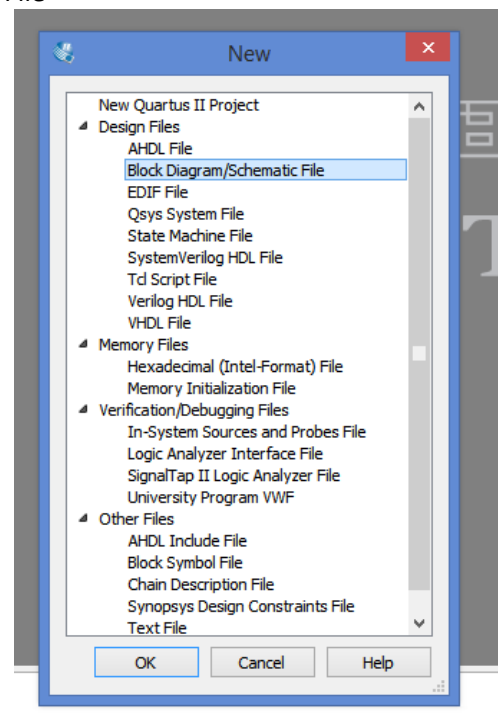 New
New Quartus II Project
Design Files
AHDL File
Block Diagram/Schematic File
EDIF File
Qsys System File
State Machine File
SystemVerilog HDL File
Tcl Script File
Verilog HDL File
VHDL File
Memory Files
Hexadecimal (Intel-Format) File
Memory Initialization File
Verification/Debugging Files
In-System Sources and Probes File
Logic Analyzer Interface File
SignalTap II Logic Analyzer File
University Program VWF
Other Files
AHDL Include File
Block Symbol File
Chain Description File
Synopsys Design Constraints File
Text File
OK
Cancel
Help